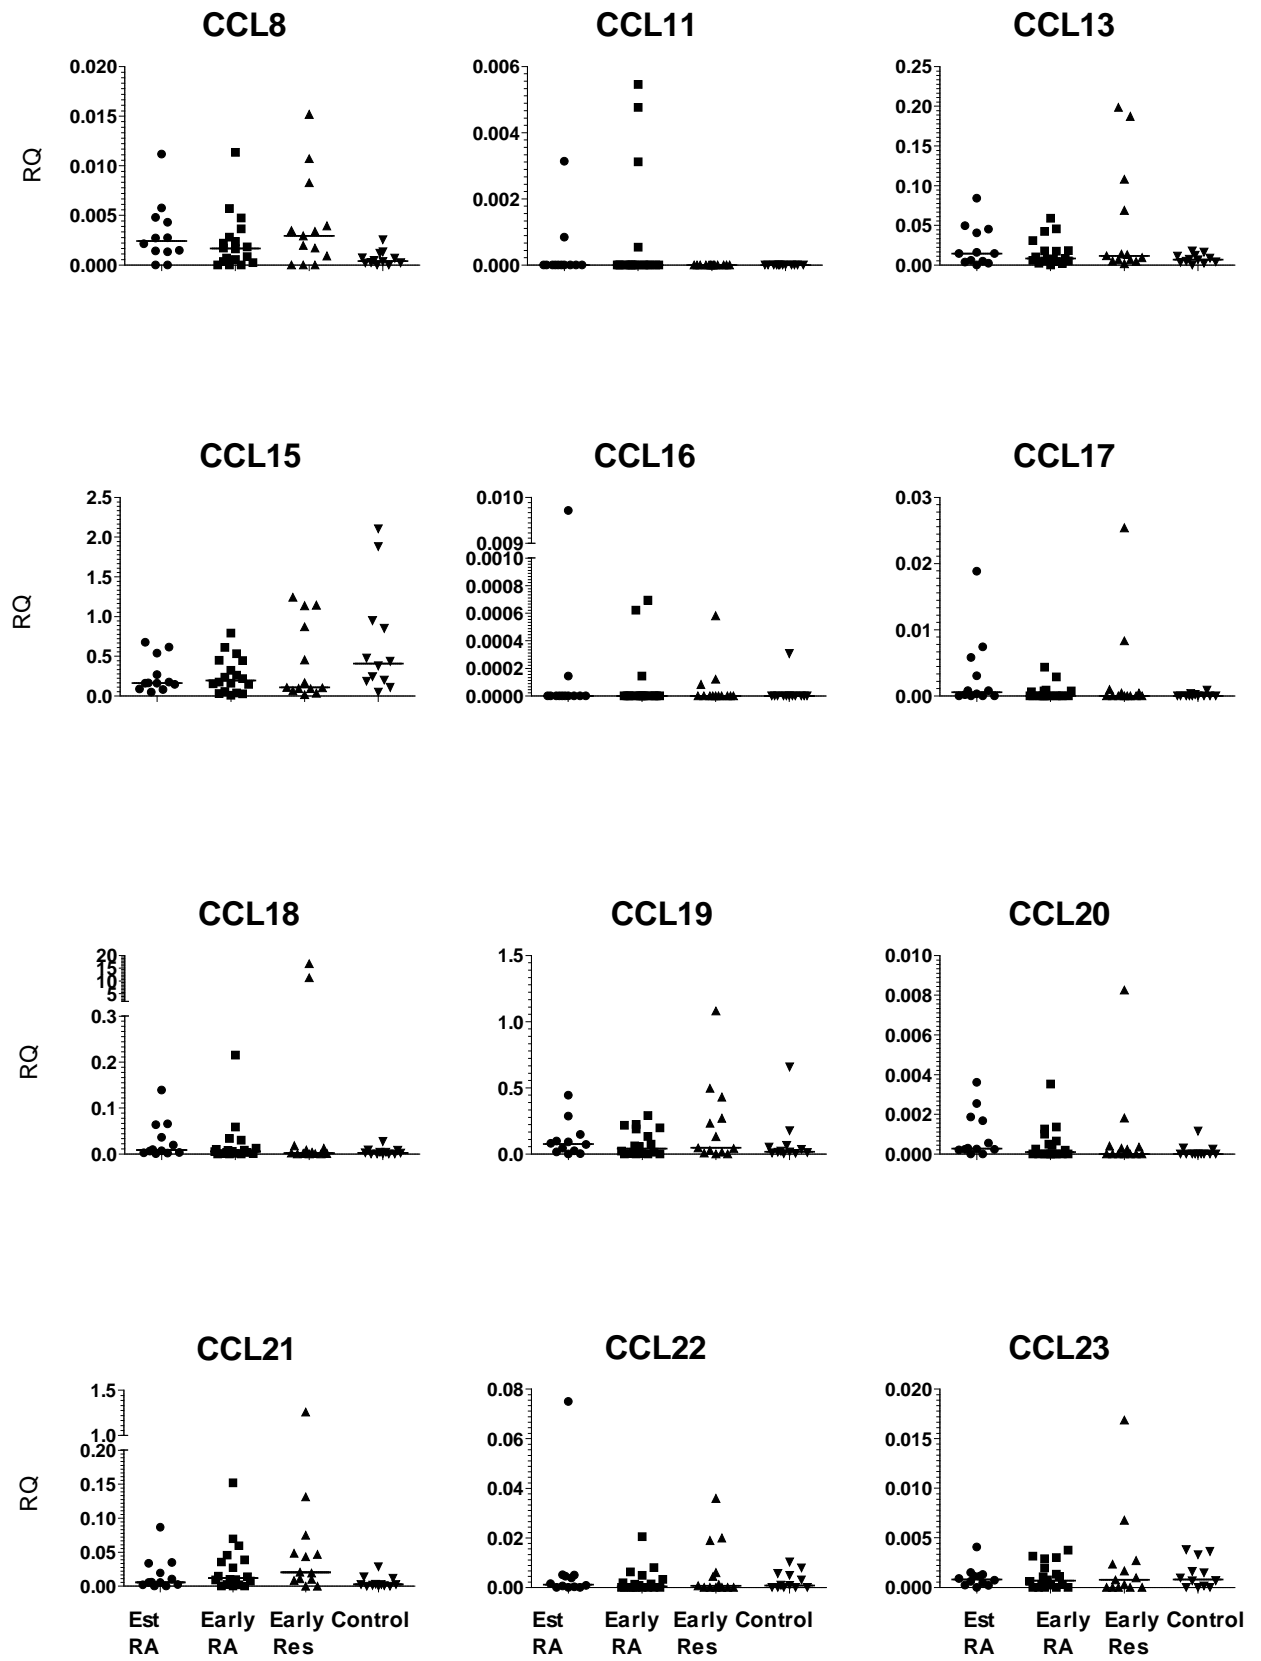 CCL8 CCL11 CCL13
0.020 0.006 0.25
0.20
0.015
0.004 0.15
RQ
0.010
0.10
0.002
0.005 0.05
0.000 0.000 0.00
CCL15 CCL16 CCL17
2.5 0.010 0.03
2.0
0.009
0.0010 0.02
1.5
0.0008
RQ
1.0 0.0006
0.01
0.0004
0.5
0.0002
0.0 0.0000 0.00
CCL18 CCL19 CCL20
20 1.5 0.010
15
10
5 0.008
0.3 1.0
0.006
RQ
0.2
0.004
0.5
0.1
0.002
0.0 0.0 0.000
CCL21 CCL22 CCL23
1.5 0.08 0.020
1.0
0.20 0.06 0.015
0.15
RQ
0.04 0.010
0.10
0.02 0.005
0.05
0.00 0.00 0.000
Est Early Early Control Est Early Early Control Est Early Early Control
RA RA Res RA RA Res RA RA Res